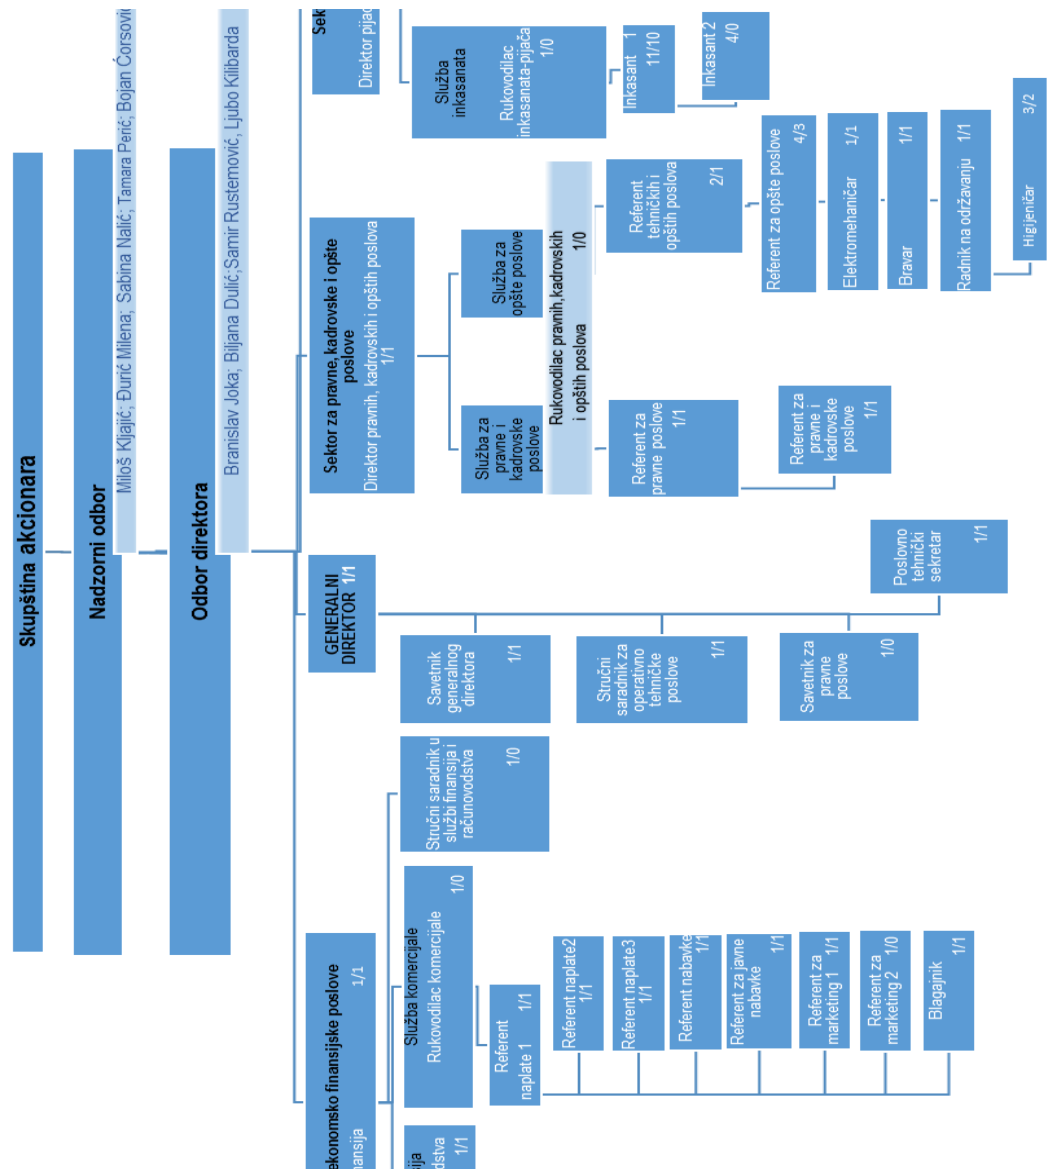 Skupština akcionara
Nadzorni odbor
Miloš Kljajić; Đurić Milena; Sabina Nalić; Tamara Perić; Bojan Ćorsović
Odbor direktora
Branislav Joka; Biljana Dulić;Samir Rustemović, Ljubo Kilibarda
ekonomsko finansijske poslove
1/1
GENERALNI
DIREKTOR 1/1
Sektor za pravne,kadrovske i opšte
poslove
Direktor pravnih, kadrovskih i opštih poslova
1/1
Direktor pijac
Služba komercijale
Rukovodilac komercijale
1/0
Stručni saradnik u
službi finansija i
računovodstva
1/0
Savetnik
generalnog
direktora
1/1
Stručni
saradnik za
operativno
tehničke
poslove
1/1
Savetnik za
pravne
poslove
1/0
Poslovno
tehnički
sekretar
1/1
Služba za
pravne i
kadrovske
poslove
Služba za
opšte poslove
Rukovodilac pravnih,kadrovskih
i opštih poslova 1/0
Referent za
pravne poslove
1/1
Referent za
pravne i
kadrovske
poslove
1/1
Referent
tehničkih i
opštih poslova
2/1
Referent za opšte poslove
4/3
Elektromehaničar 1/1
Bravar 1/1
Radnik na održavanju 1/1
Higijeničar 3/2
Služba
inkasanata
Rukovodilac
inkasanata-pijača
1/0
Inkasant 1
11/10
Inkasant 2
4/0
1/1
Referent
naplate 1 1/1
Referent naplate2
1/1
Referent naplate3
1/1
Referent nabavke
1/1
Referent za javne
nabavke 1/1
Referent za
marketing 1 1/1
Referent za
marketing 2 1/0
Blagajnik
1/1